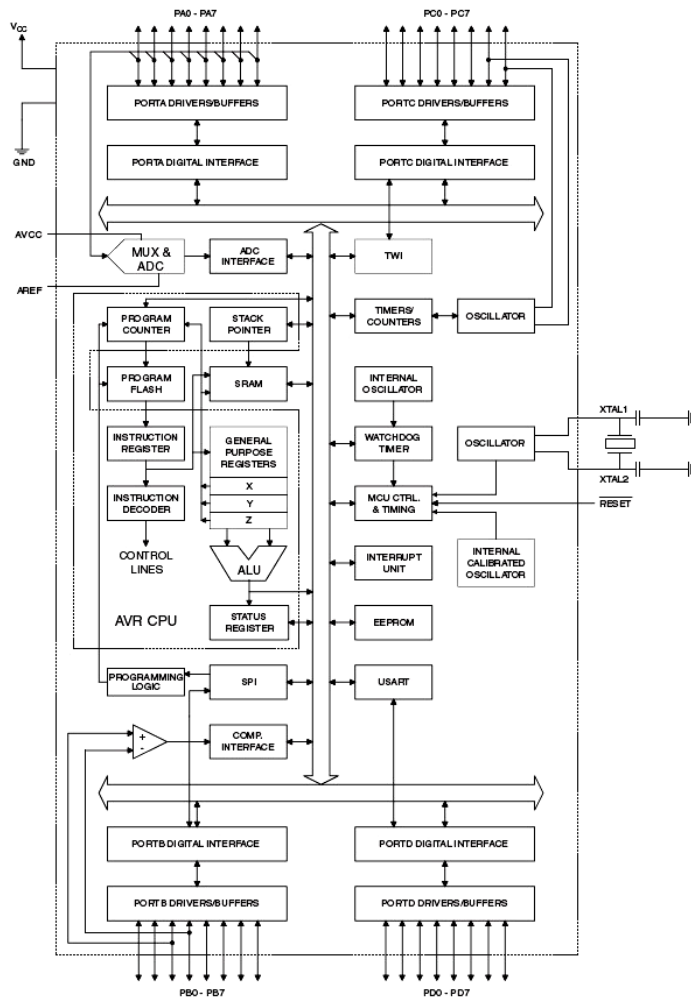 PA0 - PA7
PC0 - PC7
VCC
GND
PORTA DRIVERS/BUFFERS
PORTC DRIVERS/BUFFERS
PORTA DIGITAL INTERFACE
PORTC DIGITAL INTERFACE
AVCC
AREF
MUX &
ADC
ADC
INTERFACE
TWI
PROGRAM
COUNTER
STACK
POINTER
TIMERS/
COUNTERS
OSCILLATOR
PROGRAM
FLASH
SRAM
INTERNAL
OSCILLATOR
INSTRUCTION
REGISTER
GENERAL
PURPOSE
REGISTERS
X
Y
Z
WATCHDOG
TIMER
OSCILLATOR
XTAL1
XTAL2
RESET
INSTRUCTION
DECODER
MCU CTRL.
& TIMING
CONTROL
LINES
ALU
INTERRUPT
UNIT
INTERNAL
CALIBRATED
OSCILLATOR
AVR CPU
STATUS
REGISTER
EEPROM
PROGRAMMING
LOGIC
SPI
USART
+
-
COMP.
INTERFACE
PORTB DIGITAL INTERFACE
PORTD DIGITAL INTERFACE
PORTB DRIVERS/BUFFERS
PORTD DRIVERS/BUFFERS
PB0 - PB7
PD0 - PD7